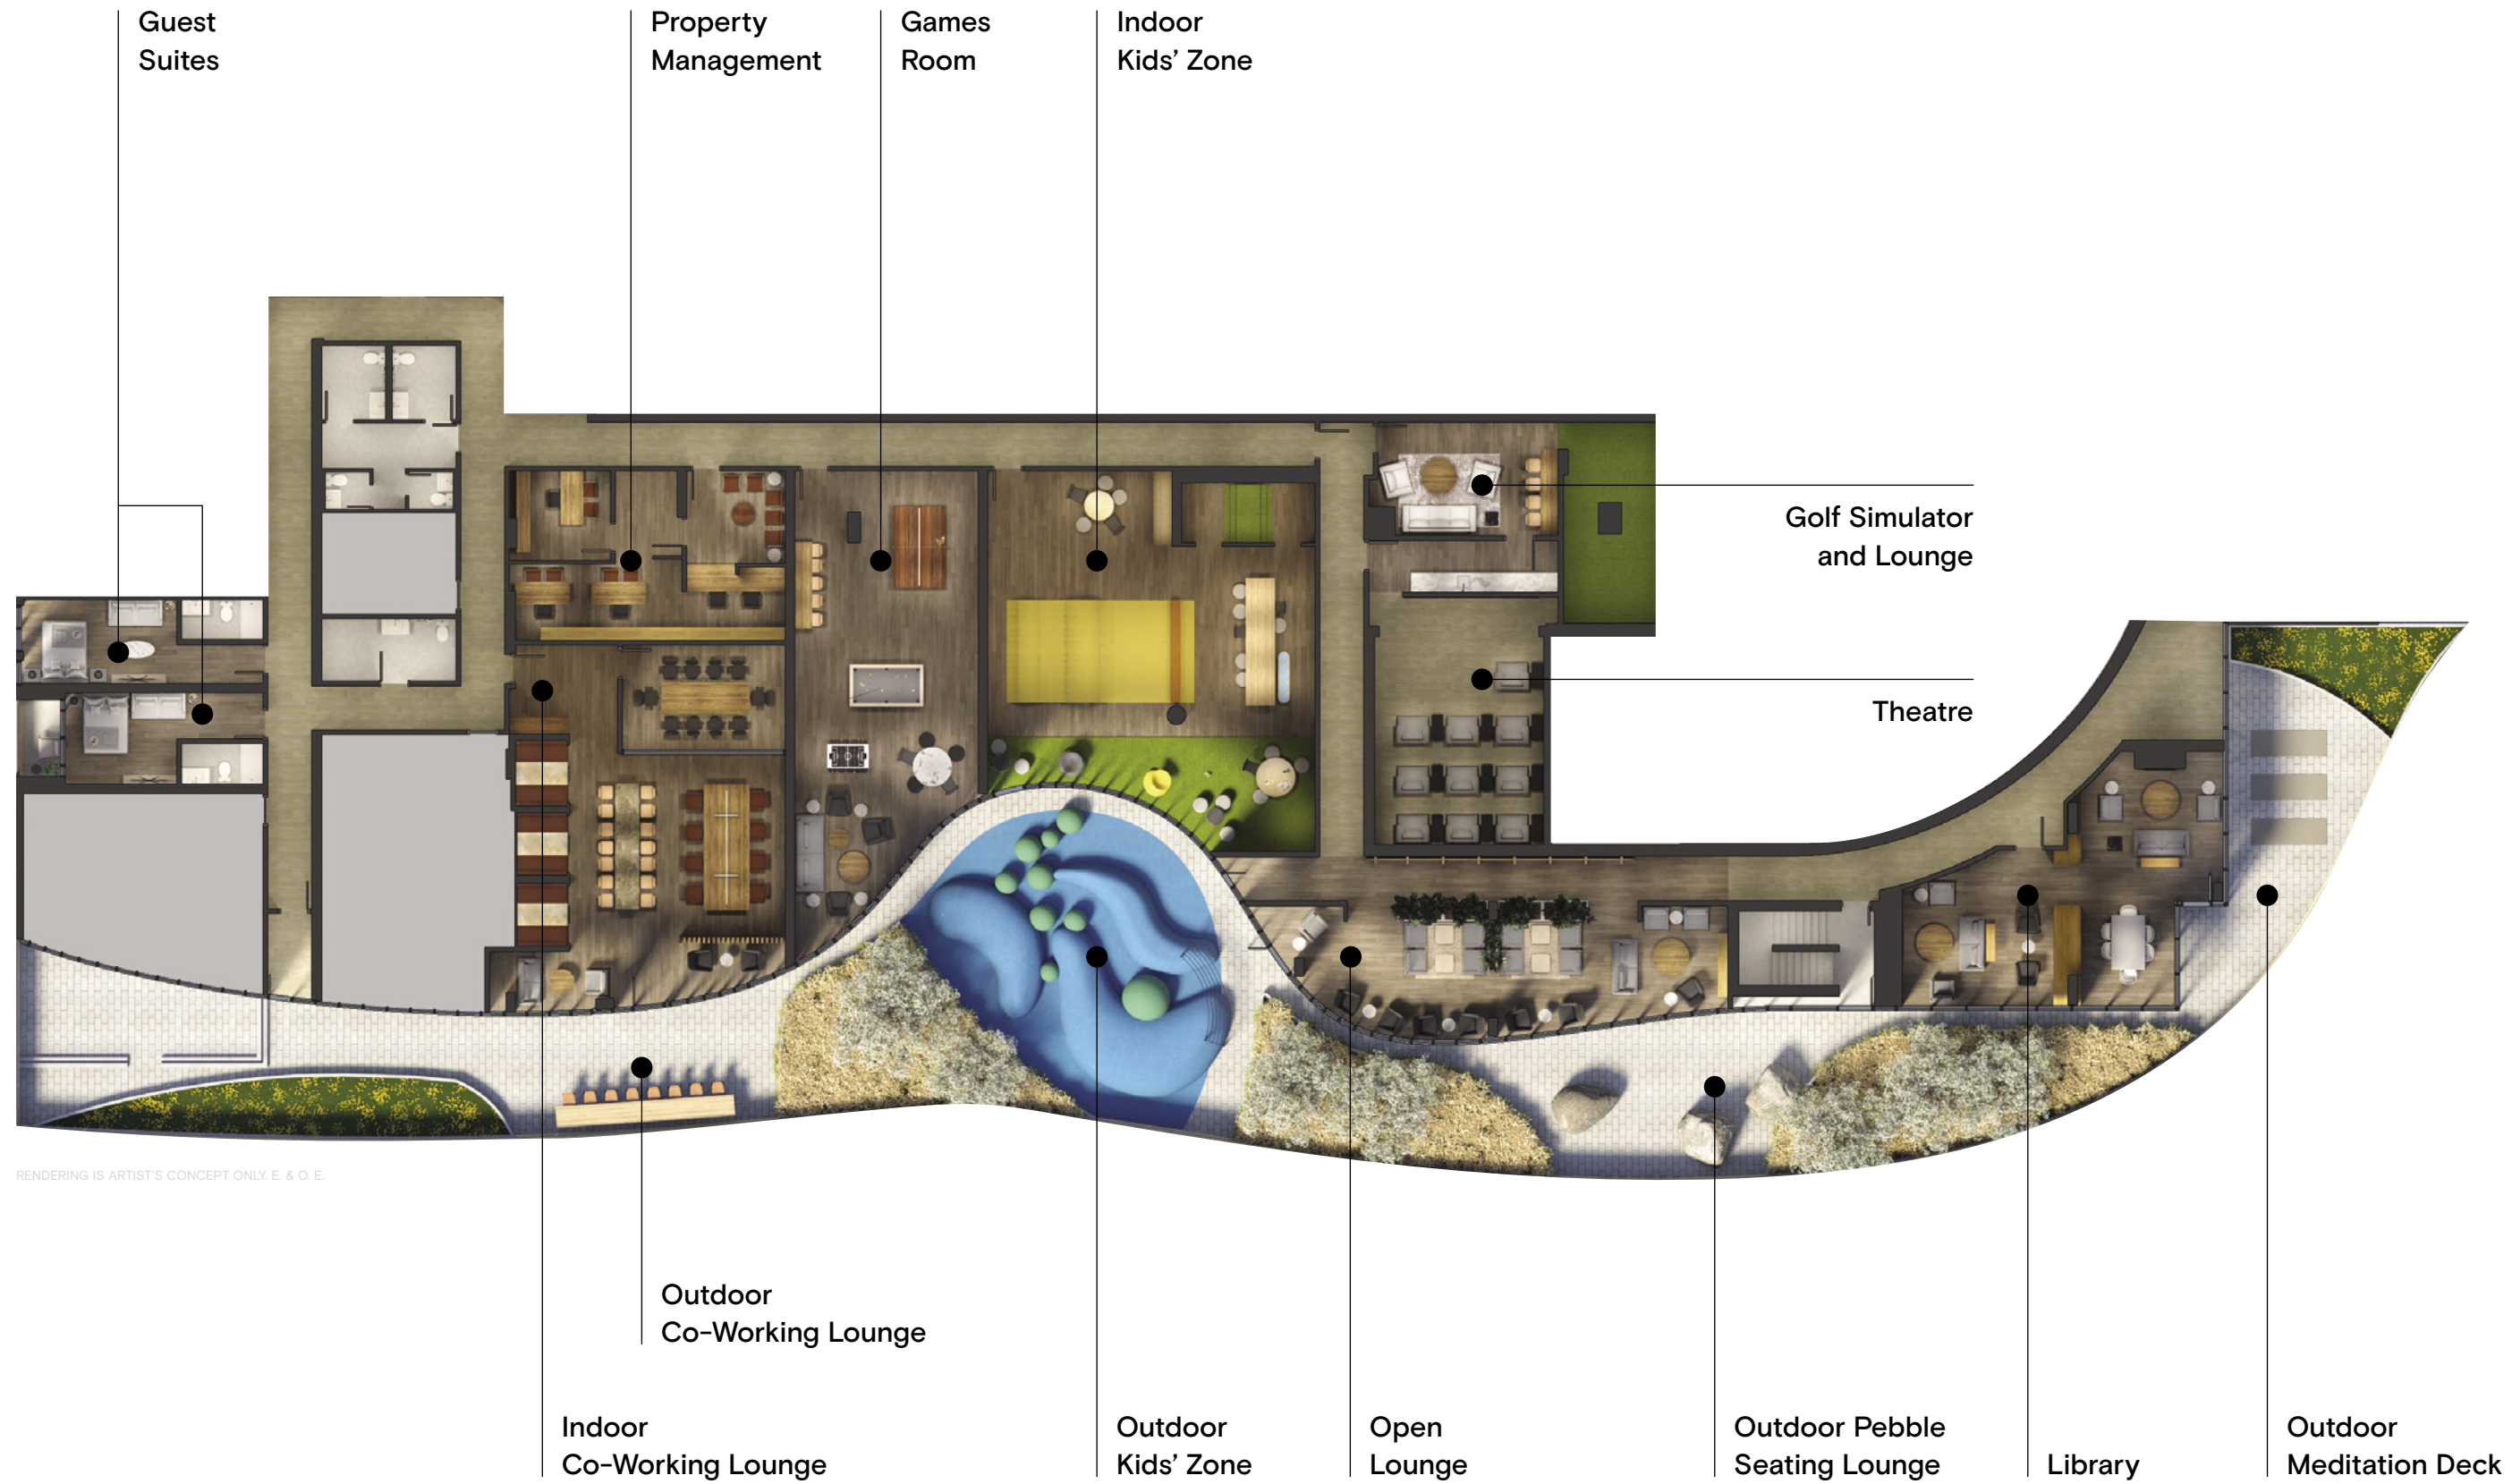 Guest
Suites
Property
Management
Games
Room
Indoor
Kids’ Zone
Golf Simulator
and Lounge
Theatre
RENDERING IS ARTIST'S CONCEPT ONLY. E. & O. E.
Outdoor
Co-Working Lounge
Indoor
Co-Working Lounge
Outdoor
Kids’ Zone
Open
Lounge
Outdoor Pebble
Seating Lounge
Library
Outdoor
Meditation Deck